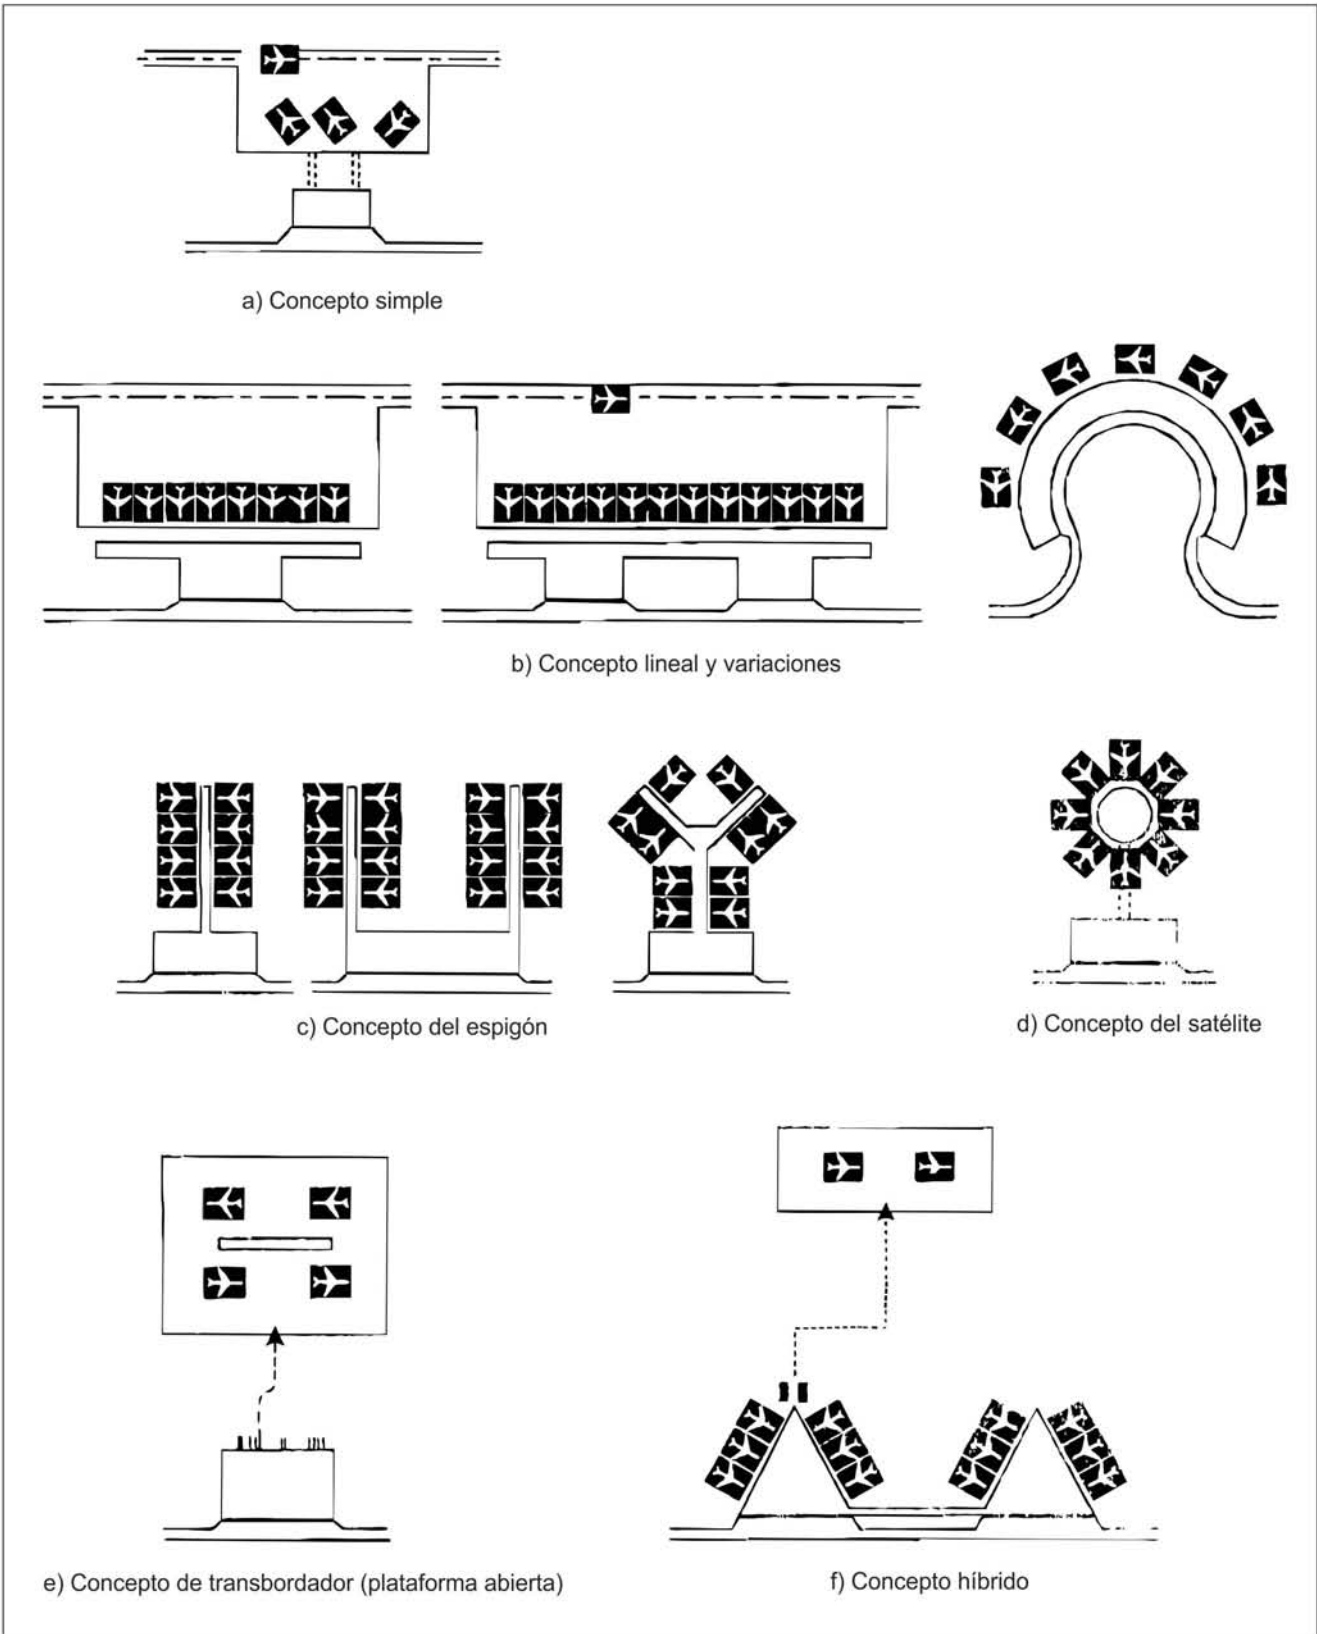 a) Concepto simple
b) Concepto lineal y variaciones
c) Concepto del espigón
d) Concepto del satélite
e) Concepto de transbordador (plataforma abierta)
f) Concepto híbrido